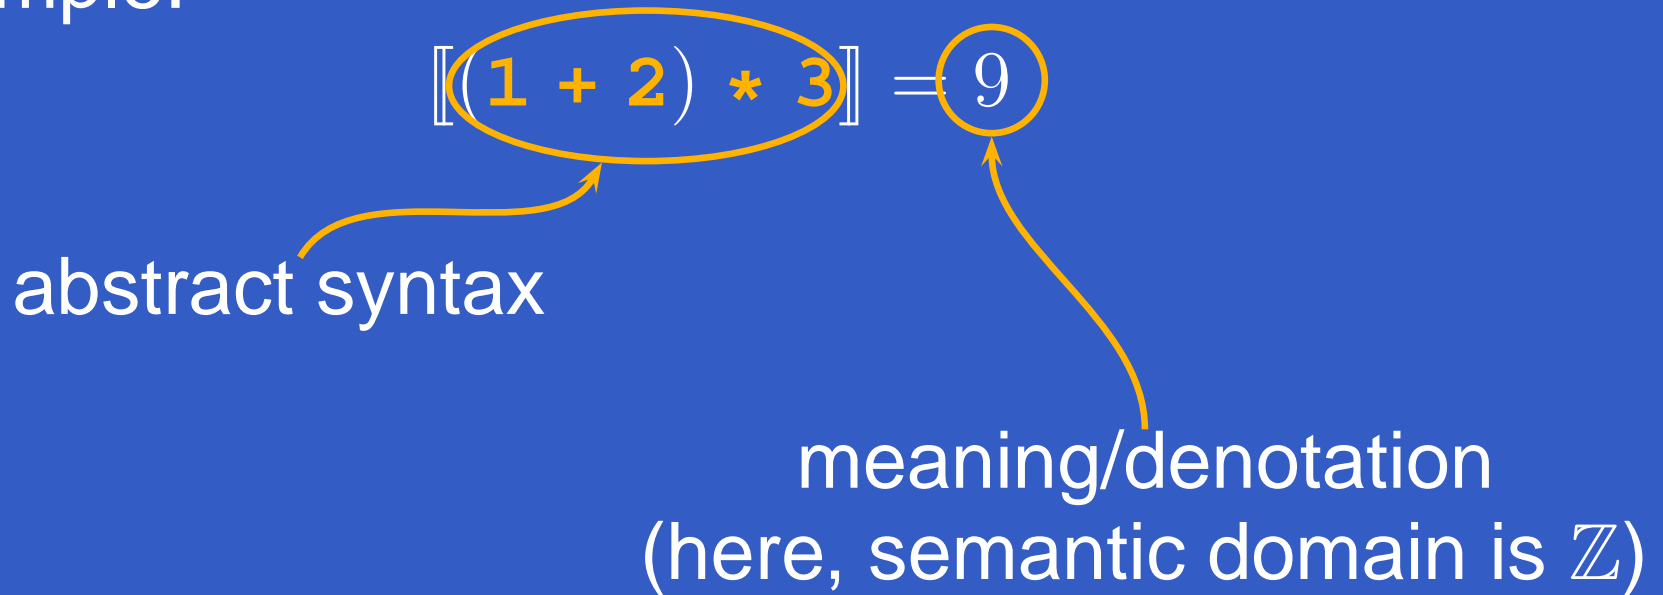 ⟦(1 + 2) * 3⟧ = 9
abstract syntax
meaning/denotation
(here, semantic domain is ℤ)